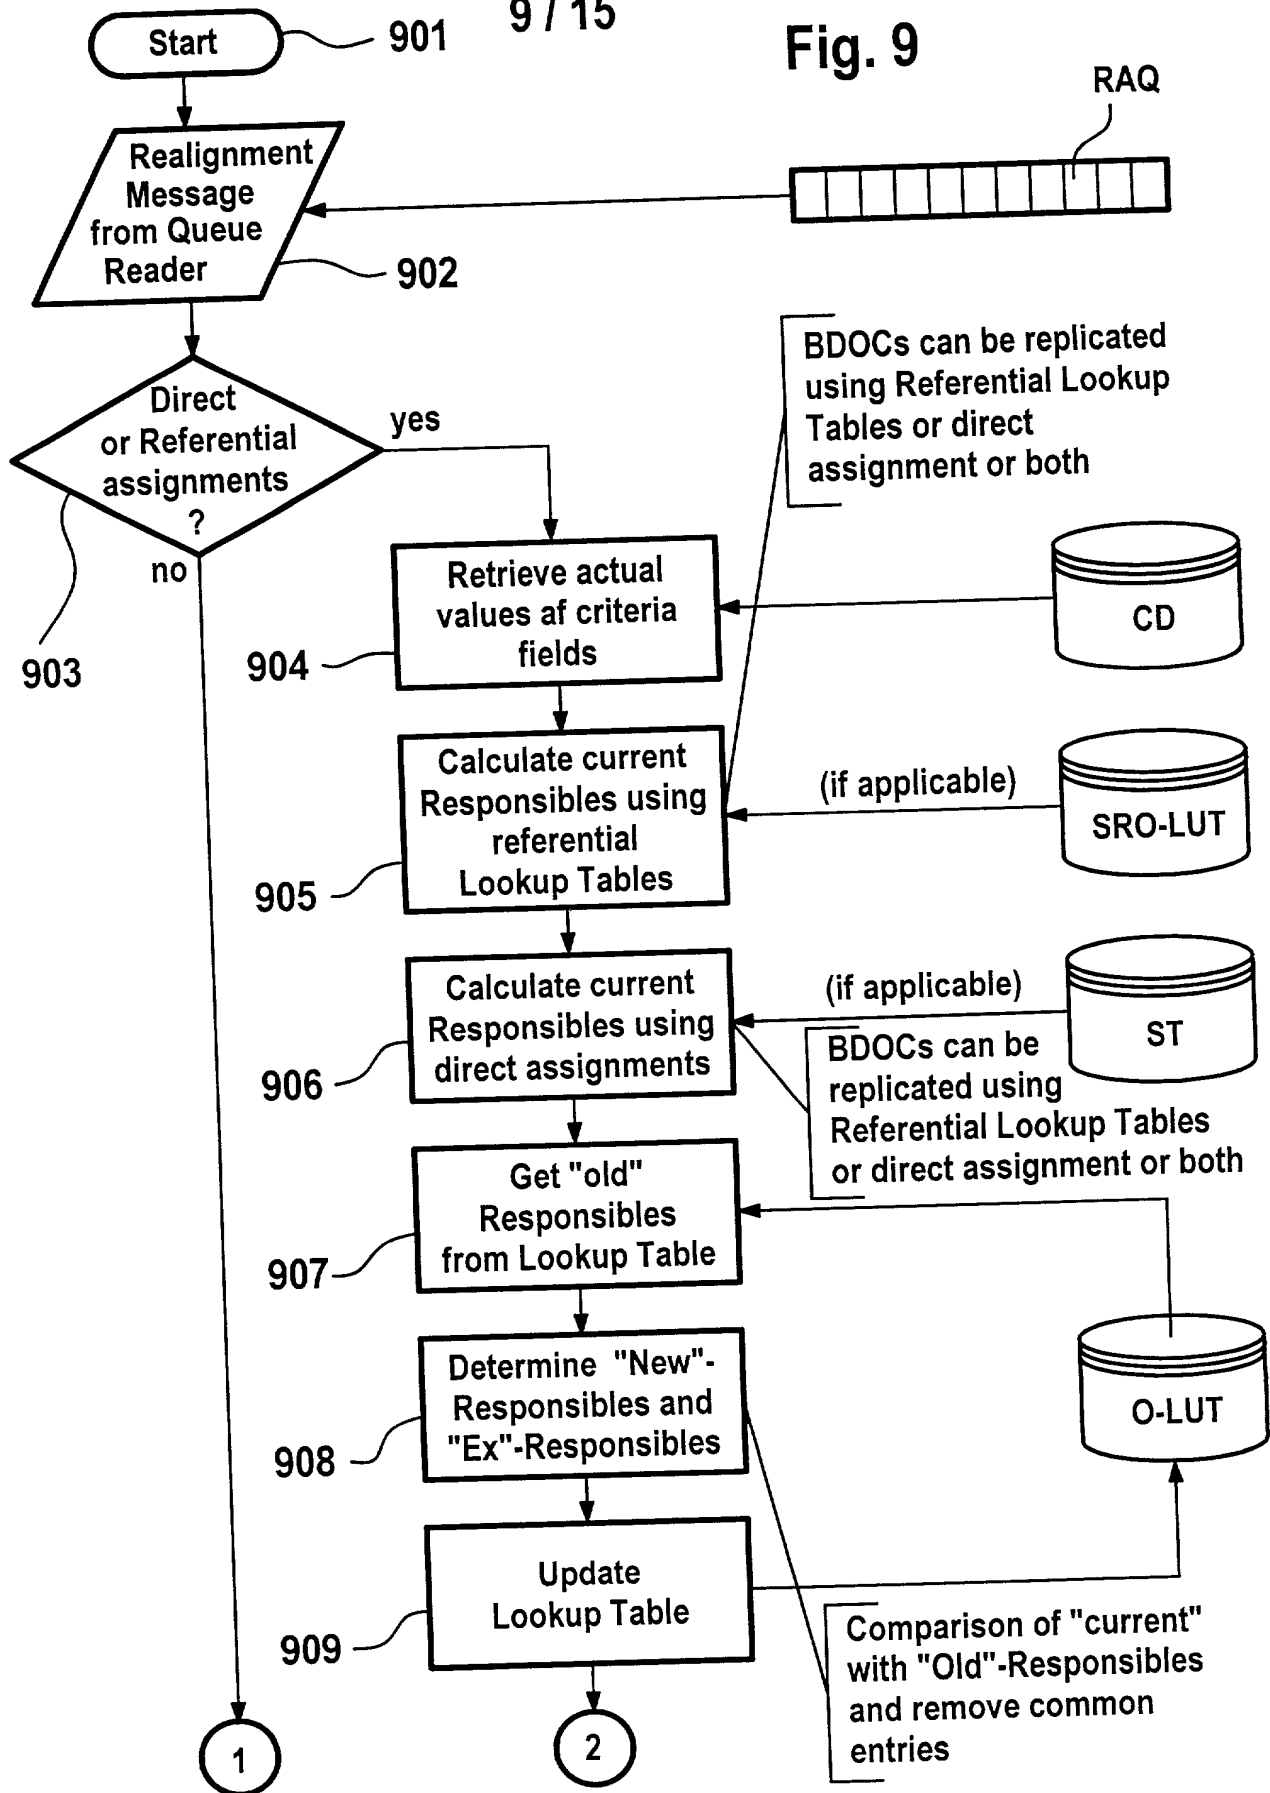 9 / 15
Fig. 9
Start
901
RAQ
Realignment
Message
from Queue
Reader
902
Direct
or Referential
assignments
?
yes
no
903
BDOCs can be replicated
using Referential Lookup
Tables or direct
assignment or both
Retrieve actual
values af criteria
fields
904
CD
Calculate current
Responsibles using
referential
Lookup Tables
905
(if applicable)
SRO-LUT
Calculate current
Responsibles using
direct assignments
906
(if applicable)
ST
BDOCs can be
replicated using
Referential Lookup Tables
or direct assignment or both
Get "old"
Responsibles
from Lookup Table
907
Determine "New"-
Responsibles and
"Ex"-Responsibles
908
O-LUT
Update
Lookup Table
909
Comparison of "current"
with "Old"-Responsibles
and remove common
entries
1
2